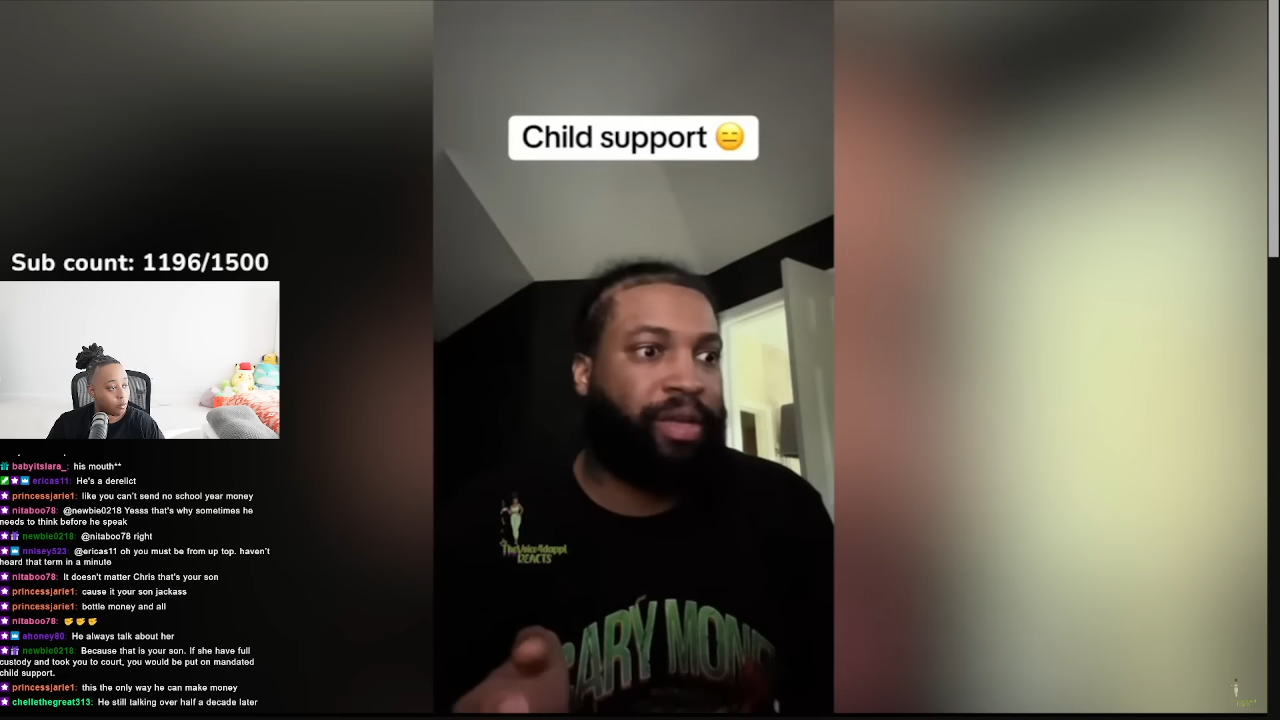 Child support 😑
Sub count: 1196/1500
babyitslara_: his mouth**
ericas11: He's a derelict
princessjarie1: like you can't send no school year money
nitaboo78: @newbie0218 Yesss that's why sometimes he
needs to think before he speak
newbie0218: @nitaboo78 right
nnisey523: @ericas11 oh you must be from up top. haven't
heard that term in a minute
nitaboo78: It doesn't matter Chris that's your son
princessjarie1: cause it your son jackass
princessjarie1: bottle money and all
nitaboo78: ✊✊✊
ahoney80: He always talk about her
newbie0218: Because that is your son. If she have full
custody and took you to court, you would be put on mandated
child support.
princessjarie1: this the only way he can make money
chellethegreat313: He still talking over half a decade later
REACTS